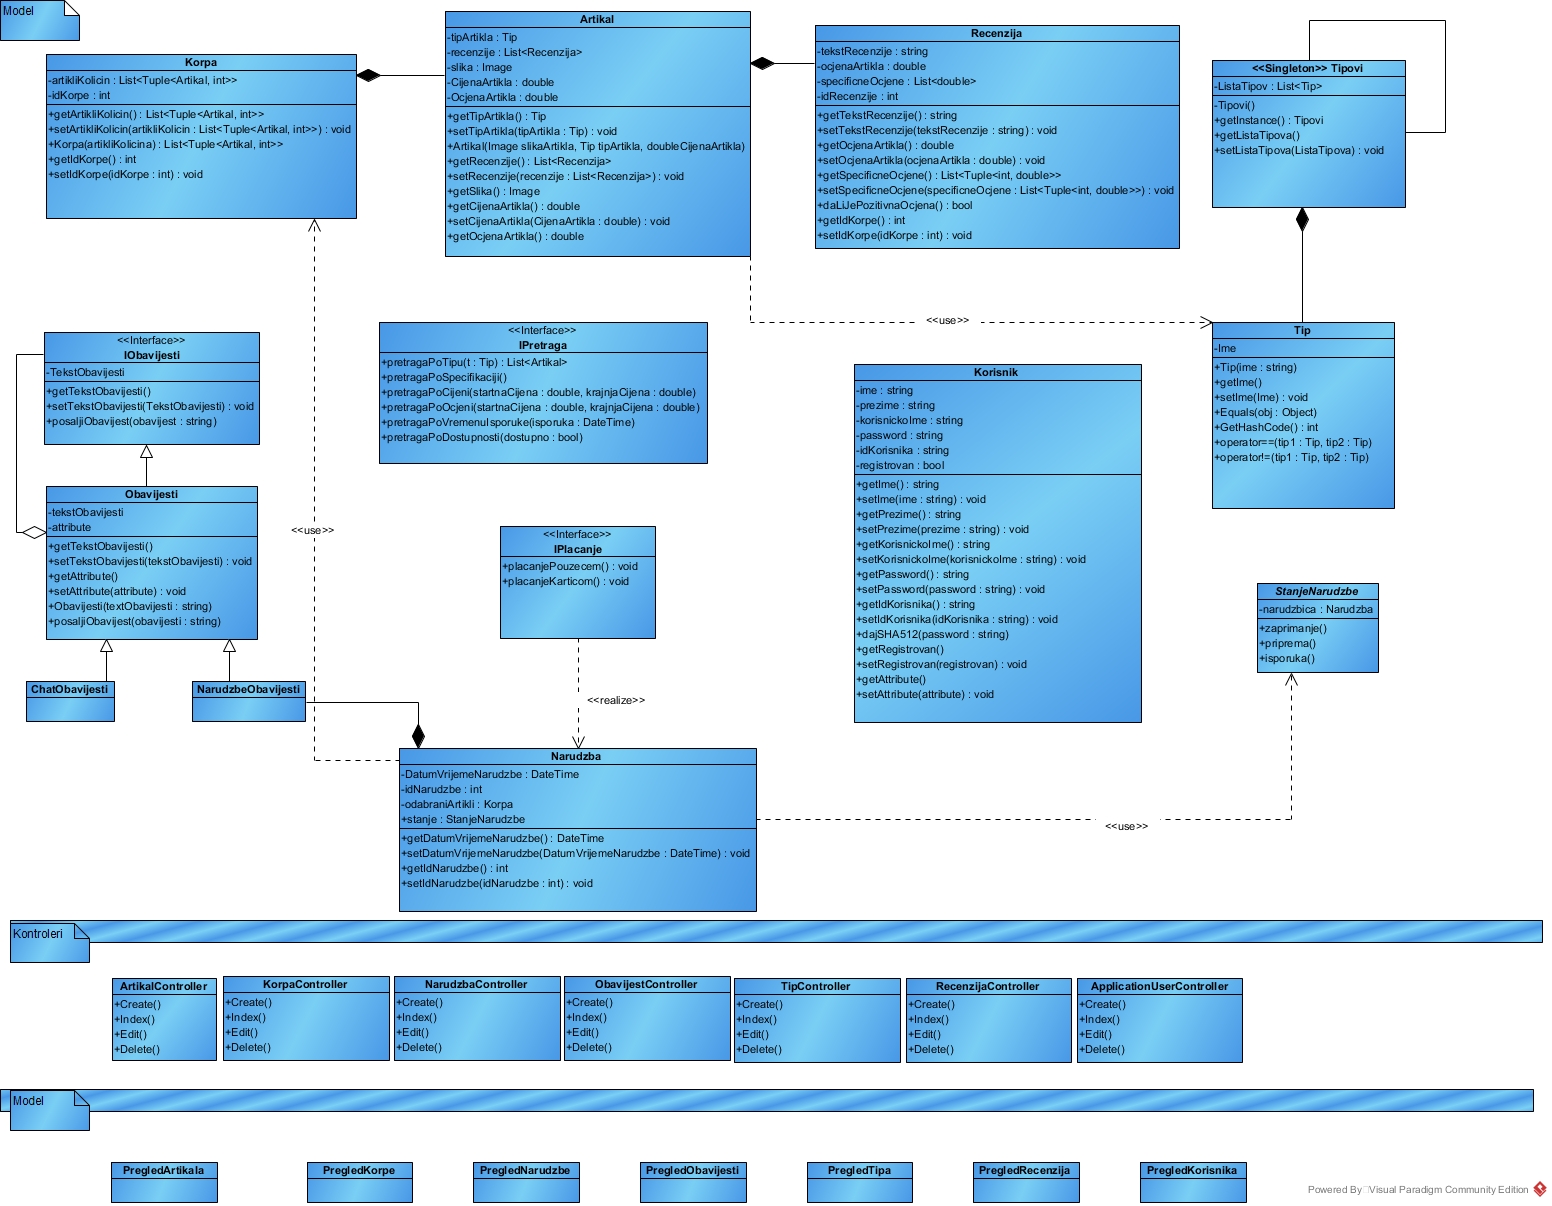 Model
Korpa
-artikliKolicin : List<Tuple<Artikal, int>>
-idKorpe : int
+getArtikliKolicin() : List<Tuple<Artikal, int>>
+setArtikliKolicin(artikliKolicin : List<Tuple<Artikal, int>>) : void
+Korpa(artikliKolicina) : List<Tuple<Artikal, int>>
+getIdKorpe() : int
+setIdKorpe(idKorpe : int) : void
Artikal
-tipArtikla : Tip
-recenzije : List<Recenzija>
-slika : Image
-CijenaArtikla : double
-OcjenaArtikla : double
+getTipArtikla() : Tip
+setTipArtikla(tipArtikla : Tip) : void
+Artikal(Image slikaArtikla, Tip tipArtikla, doubleCijenaArtikla)
+getRecenzije() : List<Recenzija>
+setRecenzije(recenzije : List<Recenzija>) : void
+getSlika() : Image
+getCijenaArtikla() : double
+setCijenaArtikla(CijenaArtikla : double) : void
+getOcjenaArtikla() : double
Recenzija
-tekstRecenzije : string
-ocjenaArtikla : double
-specificneOcjene : List<double>
-idRecenzije : int
+getTekstRecenzije() : string
+setTekstRecenzije(tekstRecenzije : string) : void
+getOcjenaArtikla() : double
+setOcjenaArtikla(ocjenaArtikla : double) : void
+getSpecificneOcjene() : List<Tuple<int, double>>
+setSpecificneOcjene(specificneOcjene : List<Tuple<int, double>>) : void
+daLiJePozitivnaOcjena() : bool
+getIdKorpe() : int
+setIdKorpe(idKorpe : int) : void
<<Singleton>> Tipovi
-ListaTipov : List<Tip>
-Tipovi()
+getInstance() : Tipovi
+getListaTipova()
+setListaTipova(ListaTipova) : void
<<use>>
<<Interface>>
IObavijesti
-TekstObavijesti
+getTekstObavijesti()
+setTekstObavijesti(TekstObavijesti) : void
+posaljiObavijest(obavijest : string)
<<Interface>>
IPretraga
+pretragaPoTipu(t : Tip) : List<Artikal>
+pretragaPoSpecifikaciji()
+pretragaPoCijeni(startnaCijena : double, krajnjaCijena : double)
+pretragaPoOcjeni(startnaCijena : double, krajnjaCijena : double)
+pretragaPoVremenuIsporuke(isporuka : DateTime)
+pretragaPoDostupnosti(dostupno : bool)
Korisnik
-ime : string
-prezime : string
-korisnickoIme : string
-password : string
-idKorisnika : string
-registrovan : bool
+getIme() : string
+setIme(ime : string) : void
+getPrezime() : string
+setPrezime(prezime : string) : void
+getKorisnickoIme() : string
+setKorisnickoIme(korisnickoIme : string) : void
+getPassword() : string
+setPassword(password : string) : void
+getIdKorisnika() : string
+setIdKorisnika(idKorisnika : string) : void
+dajSHA512(password : string)
+getRegistrovan()
+setRegistrovan(registrovan) : void
+getAttribute()
+setAttribute(attribute) : void
Tip
-Ime
+Tip(ime : string)
+getIme()
+setIme(Ime) : void
+Equals(obj : Object)
+GetHashCode() : int
+operator==(tip1 : Tip, tip2 : Tip)
+operator!=(tip1 : Tip, tip2 : Tip)
Obavijesti
-tekstObavijesti
-attribute
+getTekstObavijesti()
+setTekstObavijesti(tekstObavijesti) : void
+getAttribute()
+setAttribute(attribute) : void
+Obavijesti(textObavijesti : string)
+posaljiObavijest(obavijesti : string)
<<use>>
<<Interface>>
IPlacanje
+placanjePouzecem() : void
+placanjeKarticom() : void
StanjeNarudzbe
-narudzbica : Narudzba
+zaprimanje()
+priprema()
+isporuka()
ChatObavijesti
NarudzbeObavijesti
<<realize>>
Narudzba
-DatumVrijemeNarudzbe : DateTime
-idNarudzbe : int
-odabraniArtikli : Korpa
+stanje : StanjeNarudzbe
+getDatumVrijemeNarudzbe() : DateTime
+setDatumVrijemeNarudzbe(DatumVrijemeNarudzbe : DateTime) : void
+getIdNarudzbe() : int
+setIdNarudzbe(idNarudzbe : int) : void
<<use>>
Kontroleri
ArtikalController
+Create()
+Index()
+Edit()
+Delete()
KorpaController
+Create()
+Index()
+Edit()
+Delete()
NarudzbaController
+Create()
+Index()
+Edit()
+Delete()
ObavijestController
+Create()
+Index()
+Edit()
+Delete()
TipController
+Create()
+Index()
+Edit()
+Delete()
RecenzijaController
+Create()
+Index()
+Edit()
+Delete()
ApplicationUserController
+Create()
+Index()
+Edit()
+Delete()
Model
PregledArtikala
PregledKorpe
PregledNarudzbe
PregledObavijesti
PregledTipa
PregledRecenzija
PregledKorisnika
Powered By Visual Paradigm Community Edition